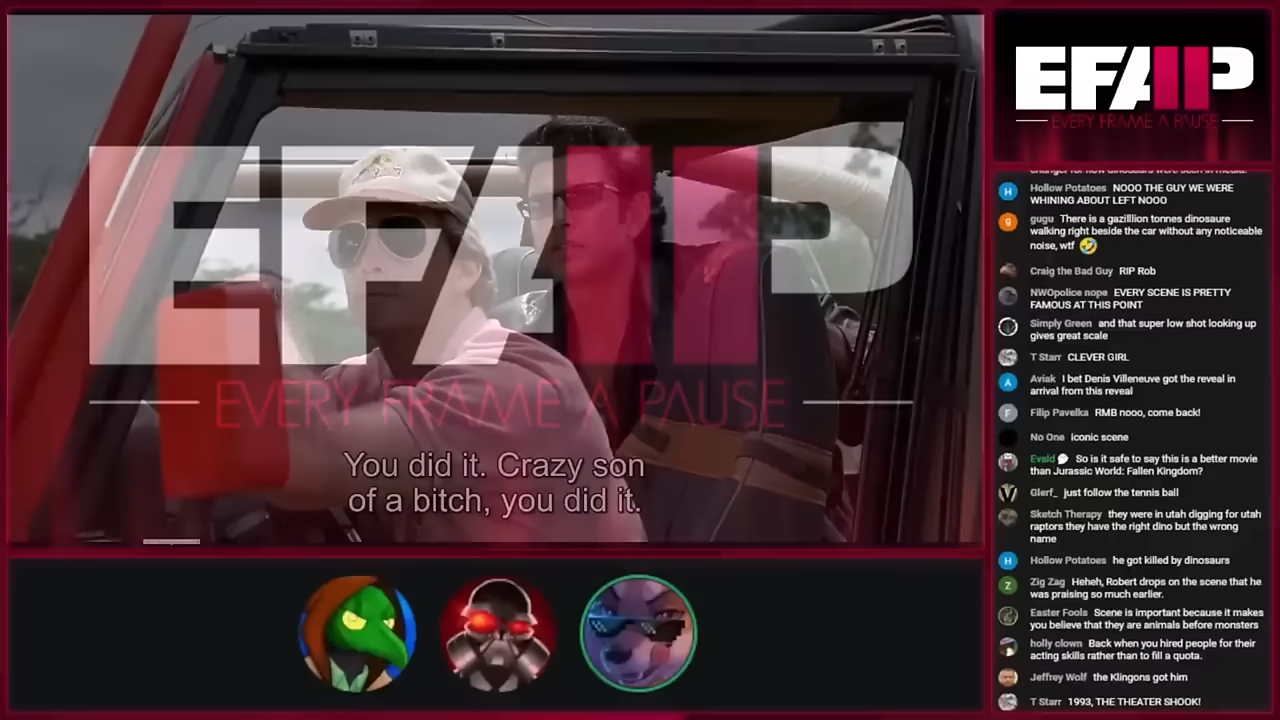 EFAP
EVERY FRAME A PAUSE
You did it. Crazy son
of a bitch, you did it.
EFAP
EVERY FRAME A PAUSE
Hollow Potatoes NOOO THE GUY WE WERE
WHINING ABOUT LEFT NOOO
gugu There is a gazilllion tonnes dinosaure
walking right beside the car without any noticeable
noise, wtf 🤣
Craig the Bad Guy RIP Rob
NWOpolice nope EVERY SCENE IS PRETTY
FAMOUS AT THIS POINT
Simply Green and that super low shot looking up
gives great scale
T Starr CLEVER GIRL
Aviak I bet Denis Villeneuve got the reveal in
arrival from this reveal
Filip Pavelka RMB nooo, come back!
No One iconic scene
Evald So is it safe to say this is a better movie
than Jurassic World: Fallen Kingdom?
Glerf_ just follow the tennis ball
Sketch Therapy they were in utah digging for utah
raptors they have the right dino but the wrong
name
Hollow Potatoes he got killed by dinosaurs
Zig Zag Heheh, Robert drops on the scene that he
was praising so much earlier.
Easter Fools Scene is important because it makes
you believe that they are animals before monsters
holly clown Back when you hired people for their
acting skills rather than to fill a quota.
Jeffrey Wolf the Klingons got him
T Starr 1993, THE THEATER SHOOK!